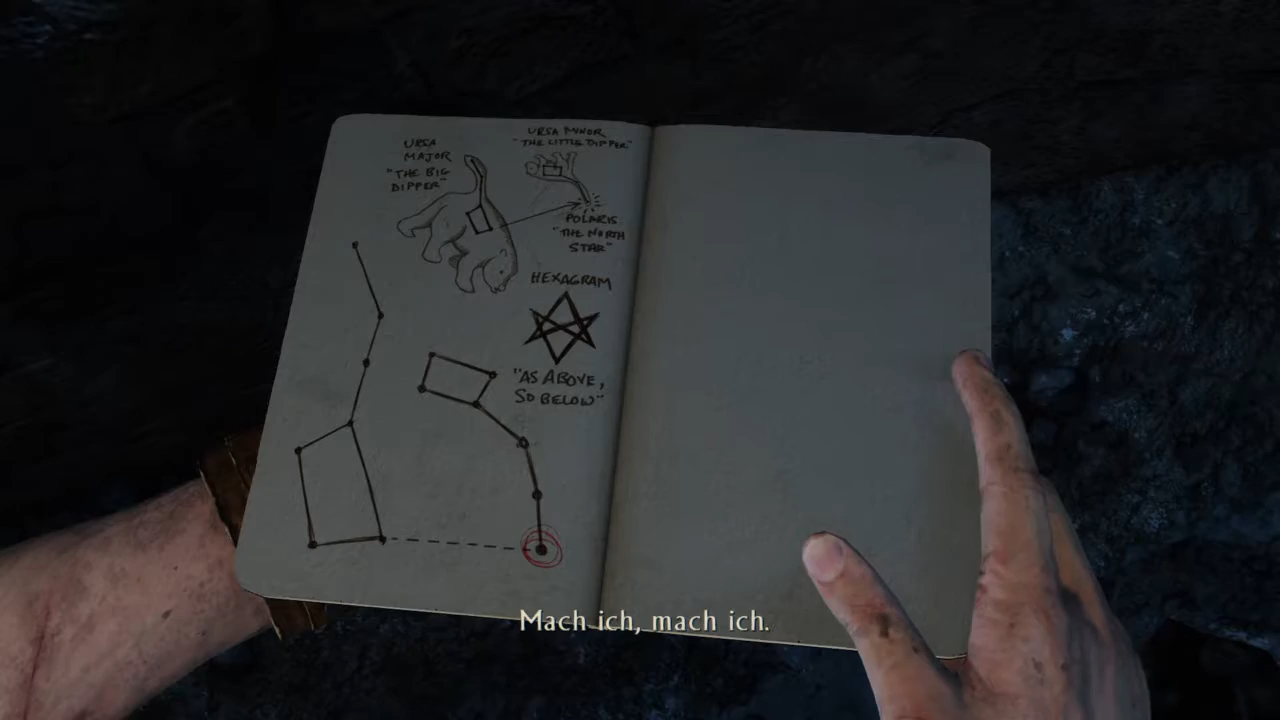 URSA
MAJOR
"THE BIG
DIPPER"
URSA MINOR
"THE LITTLE DIPPER"
POLARIS
"THE NORTH
STAR"
HEXAGRAM
"AS ABOVE,
SO BELOW"
Mach ich, mach ich.